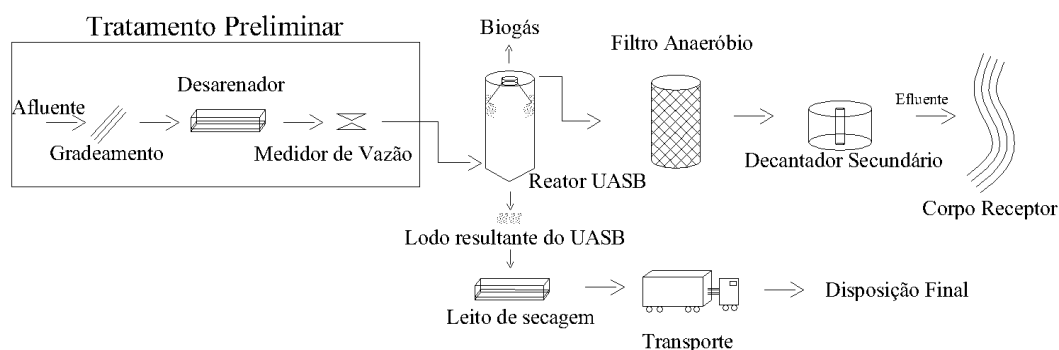 Tratamento Preliminar
Biogás
Filtro Anaeróbio
Desarenador
Afluente
Efluente
Gradeamento
Medidor de Vazão
Decantador Secundário
Reator UASB
Corpo Receptor
Lodo resultante do UASB
Leito de secagem
Transporte
Disposição Final